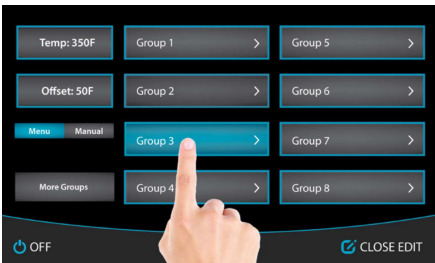 Temp: 350F
Group 1
Group 5
Offset: 50F
Group 2
Group 6
Menu Manual
Group 3
Group 7
More Groups
Group 4
Group 8
OFF
CLOSE EDIT